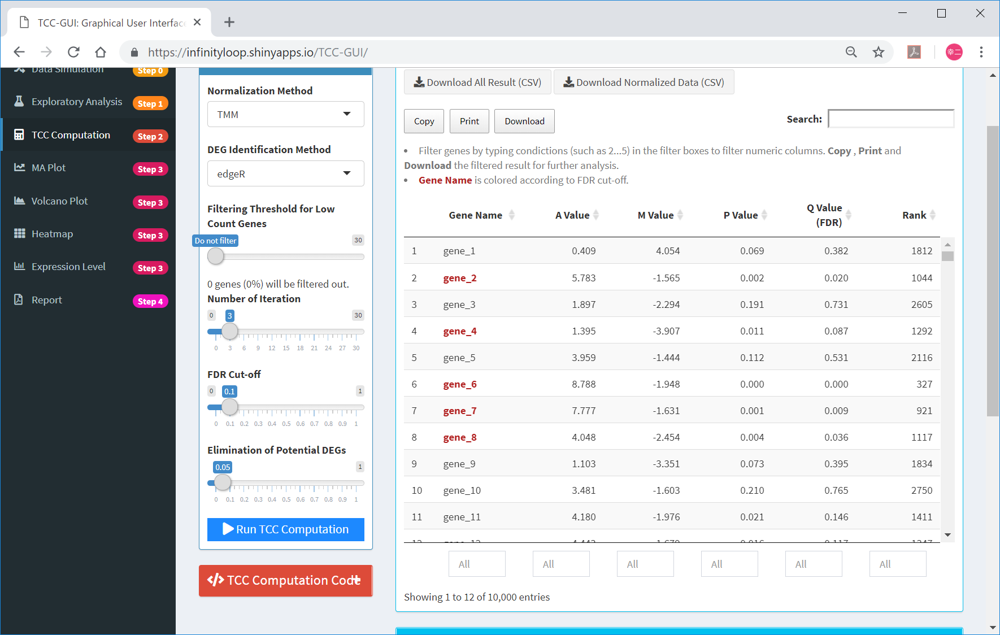 TCC-GUI: Graphical User Interface
https://infinityloop.shinyapps.io/TCC-GUI/
幸二
Data Simulation Step 0
Exploratory Analysis Step 1
TCC Computation Step 2
MA Plot Step 3
Volcano Plot Step 3
Heatmap Step 3
Expression Level Step 3
Report Step 4
Normalization Method
TMM
DEG Identification Method
edgeR
Filtering Threshold for Low
Count Genes
Do not filter 30
0 genes (0%) will be filtered out.
Number of Iteration
0 3 30
0 3 6 9 12 15 18 21 24 27 30
FDR Cut-off
0 0.1 1
0 0.1 0.2 0.3 0.4 0.5 0.6 0.7 0.8 0.9 1
Elimination of Potential DEGs
0.05 1
0 0.1 0.2 0.3 0.4 0.5 0.6 0.7 0.8 0.9 1
Run TCC Computation
TCC Computation Code
Download All Result (CSV) Download Normalized Data (CSV)
Copy Print Download Search:
• Filter genes by typing condictions (such as 2...5) in the filter boxes to filter numeric columns. Copy , Print and
Download the filtered result for further analysis.
• Gene Name is colored according to FDR cut-off.
Gene Name A Value M Value P Value Q Value (FDR) Rank
1 gene_1 0.409 4.054 0.069 0.382 1812
2 gene_2 5.783 -1.565 0.002 0.020 1044
3 gene_3 1.897 -2.294 0.191 0.731 2605
4 gene_4 1.395 -3.907 0.011 0.087 1292
5 gene_5 3.959 -1.444 0.112 0.531 2116
6 gene_6 8.788 -1.948 0.000 0.000 327
7 gene_7 7.777 -1.631 0.001 0.009 921
8 gene_8 4.048 -2.454 0.004 0.036 1117
9 gene_9 1.103 -3.351 0.073 0.395 1834
10 gene_10 3.481 -1.603 0.210 0.765 2750
11 gene_11 4.180 -1.976 0.021 0.146 1411
12 gene_12 4.442 -1.679 0.016 0.117 1347
All All All All All All
Showing 1 to 12 of 10,000 entries